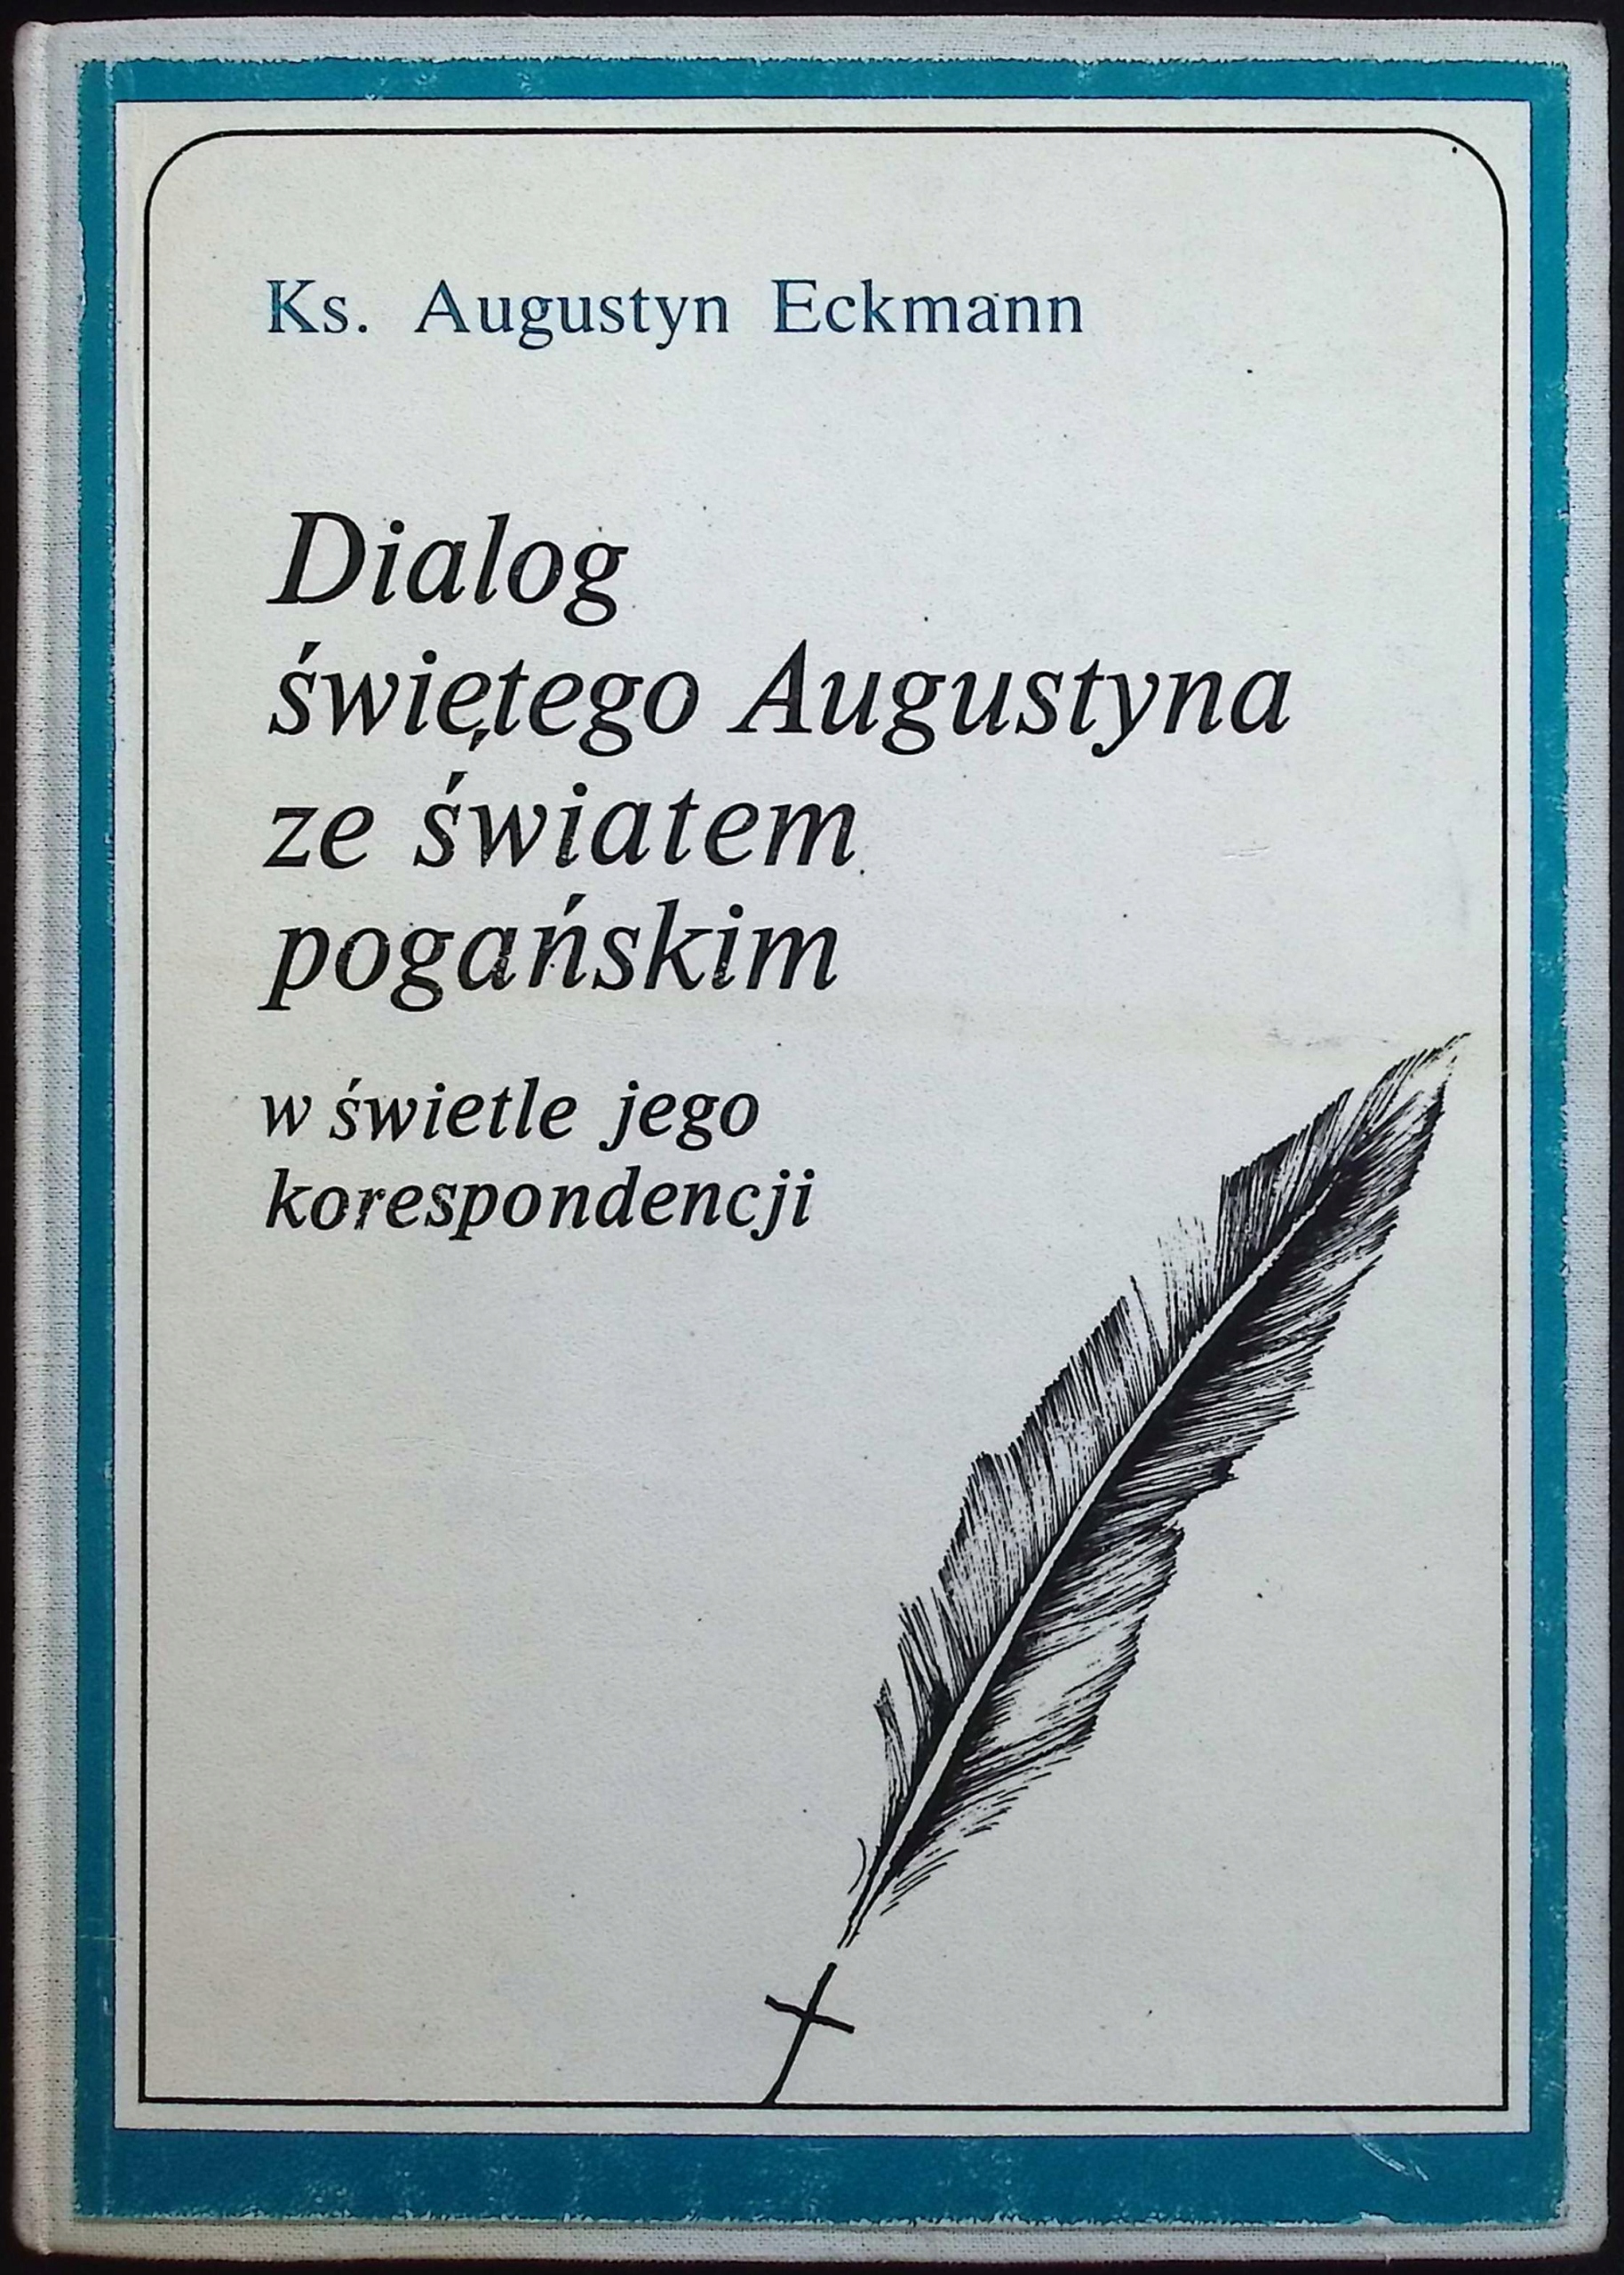 Ks. Augustyn Eckmann
Dialog
świętego Augustyna
ze światem
pogańskim
w świetle jego
korespondencji